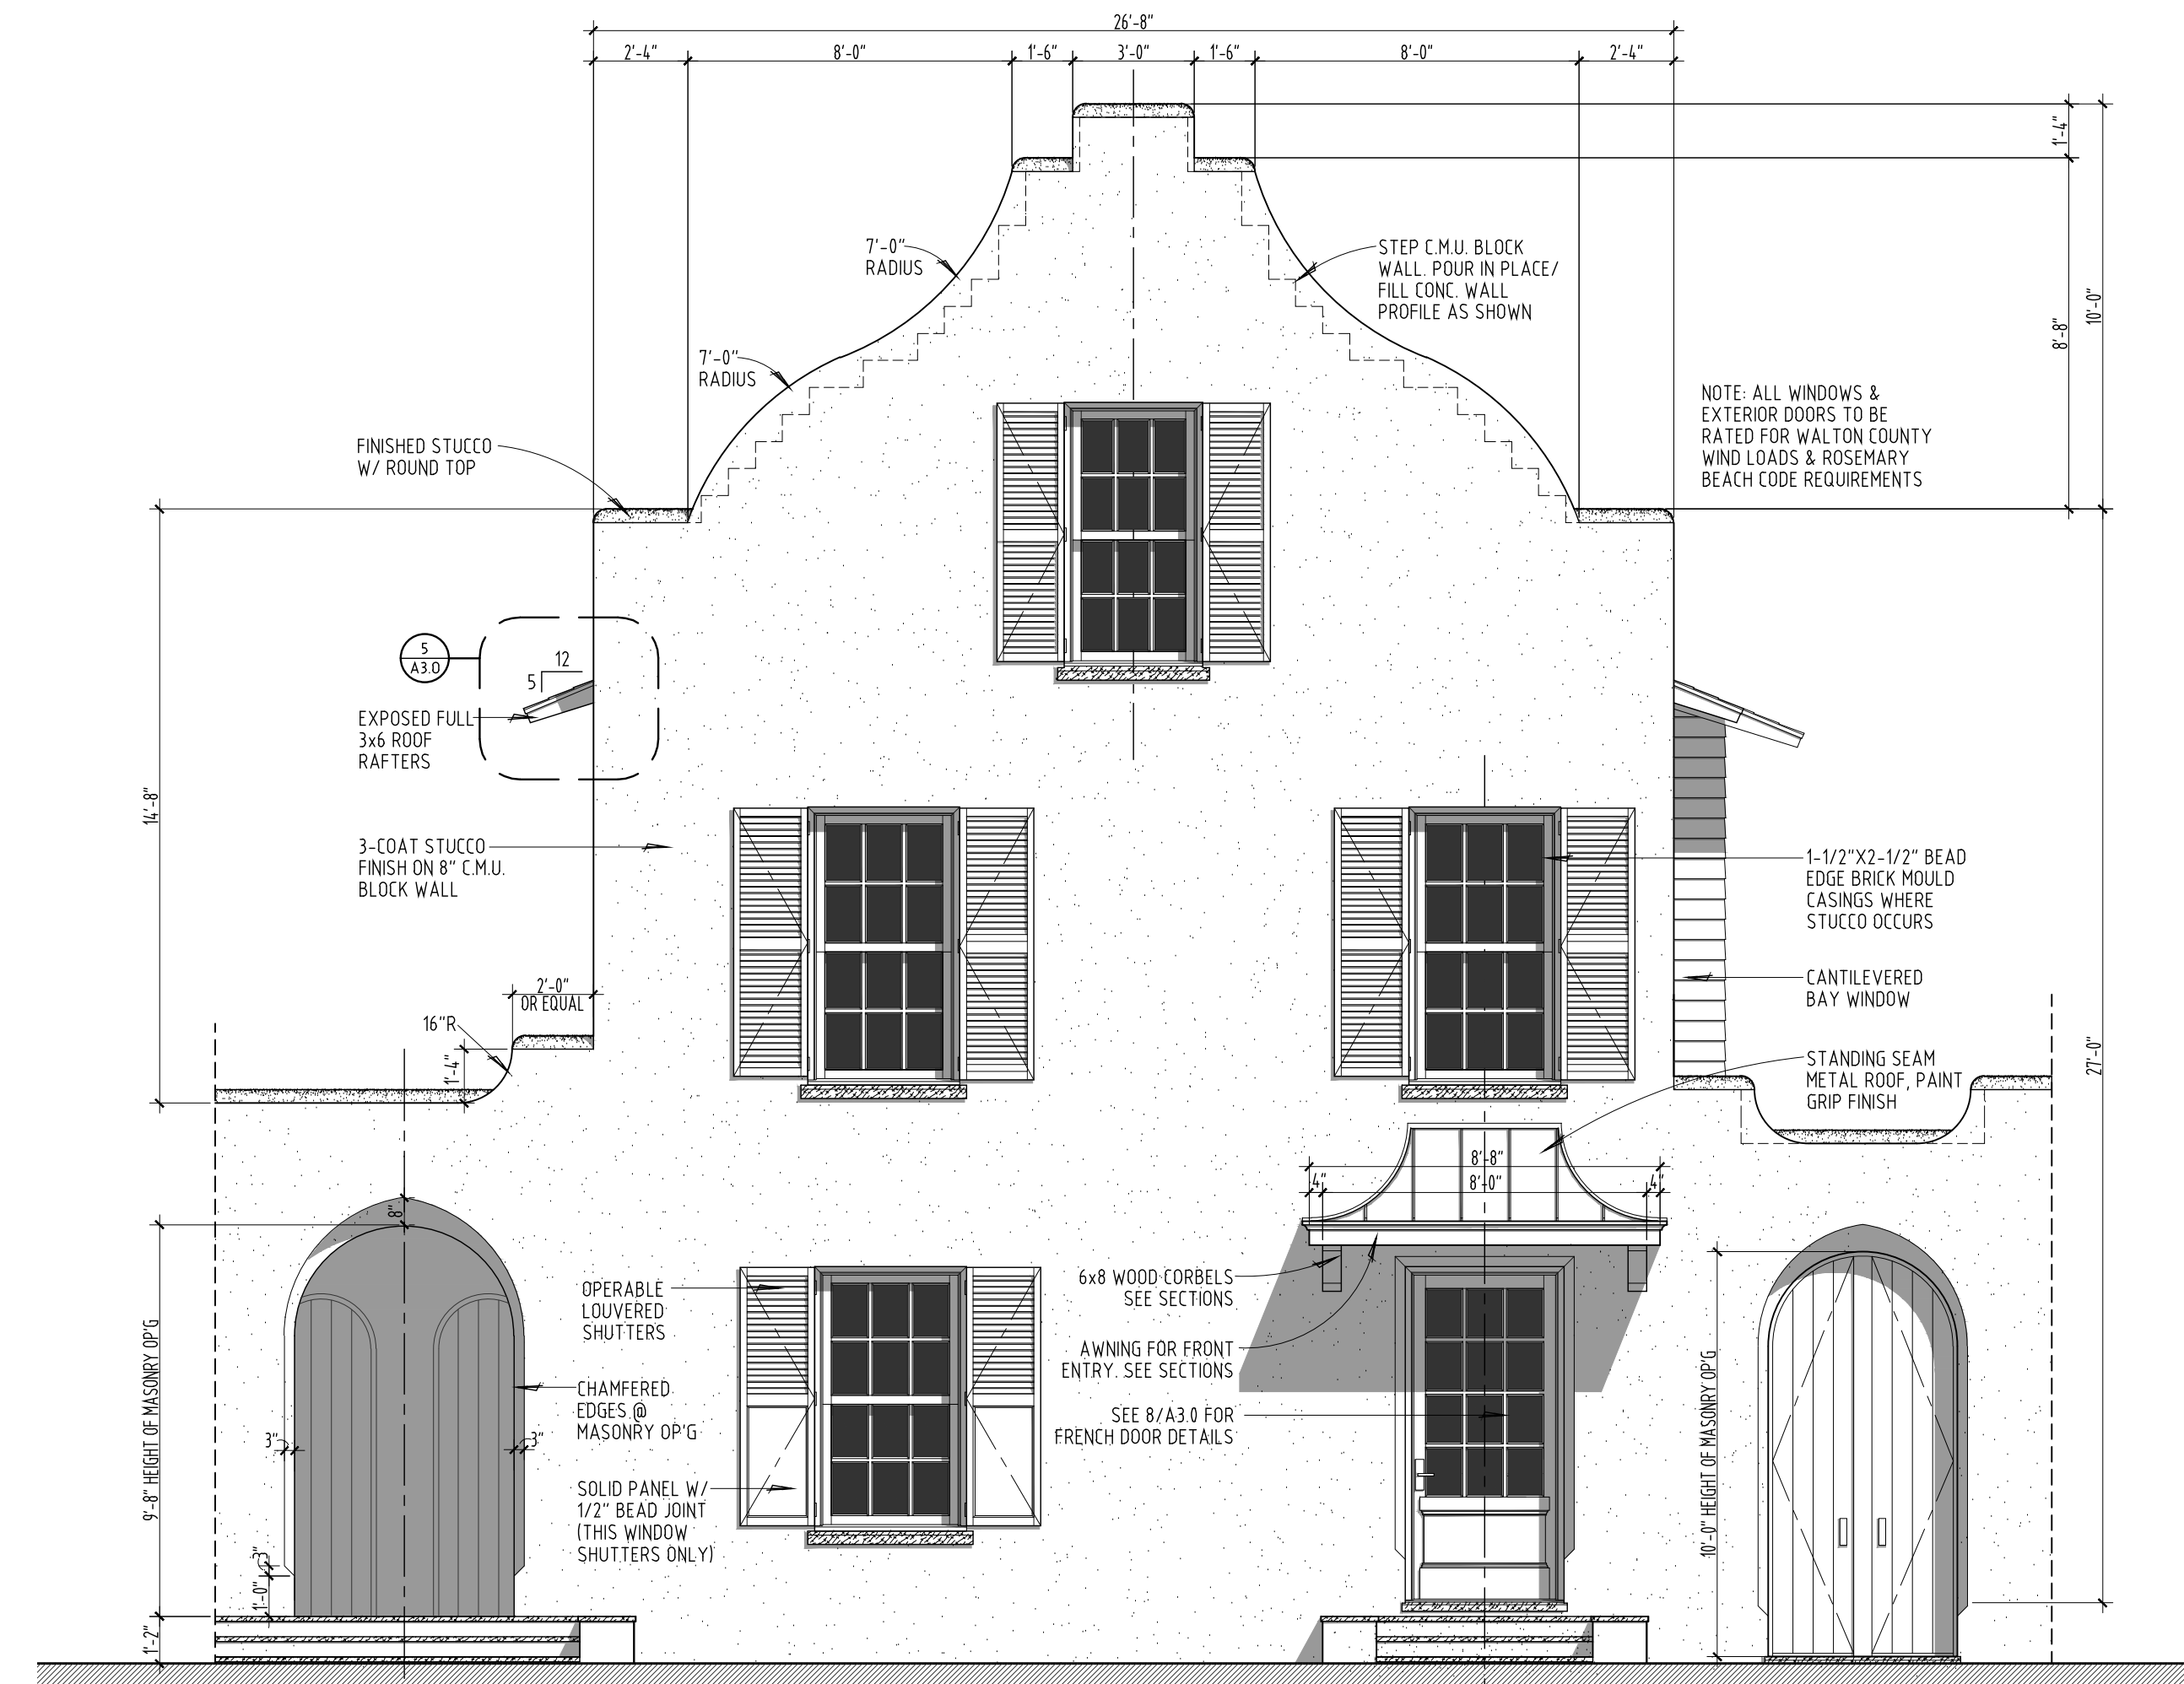 26'-8"
2'-4"
8'-0"
1'-6"
3'-0"
1'-6"
8'-0"
2'-4"
1'-4"
8'-8"
10'-0"
7'-0"
RADIUS
STEP C.M.U. BLOCK
WALL. POUR IN PLACE/
FILL CONC. WALL
PROFILE AS SHOWN
7'-0"
RADIUS
NOTE: ALL WINDOWS &
EXTERIOR DOORS TO BE
RATED FOR WALTON COUNTY
WIND LOADS & ROSEMARY
BEACH CODE REQUIREMENTS
FINISHED STUCCO
W/ ROUND TOP
5
A3.0
12
5
EXPOSED FULL
3x6 ROOF
RAFTERS
14'-8"
3-COAT STUCCO
FINISH ON 8" C.M.U.
BLOCK WALL
1-1/2"X2-1/2" BEAD
EDGE BRICK MOULD
CASINGS WHERE
STUCCO OCCURS
CANTILEVERED
BAY WINDOW
2'-0"
OR EQUAL
16"R
1'-4"
STANDING SEAM
METAL ROOF, PAINT
GRIP FINISH
27'-0"
8'-8"
4"
8'-0"
4"
8"
OPERABLE
LOUVERED
SHUTTERS
6x8 WOOD CORBELS
SEE SECTIONS
AWNING FOR FRONT
ENTRY. SEE SECTIONS
CHAMFERED
EDGES @
MASONRY OP'G
SEE 8/A3.0 FOR
FRENCH DOOR DETAILS
9'-8" HEIGHT OF MASONRY OP'G
3"
3"
10'-0" HEIGHT OF MASONRY OP'G
SOLID PANEL W/
1/2" BEAD JOINT
(THIS WINDOW
SHUTTERS ONLY)
3"
1'-0"
1'-2"